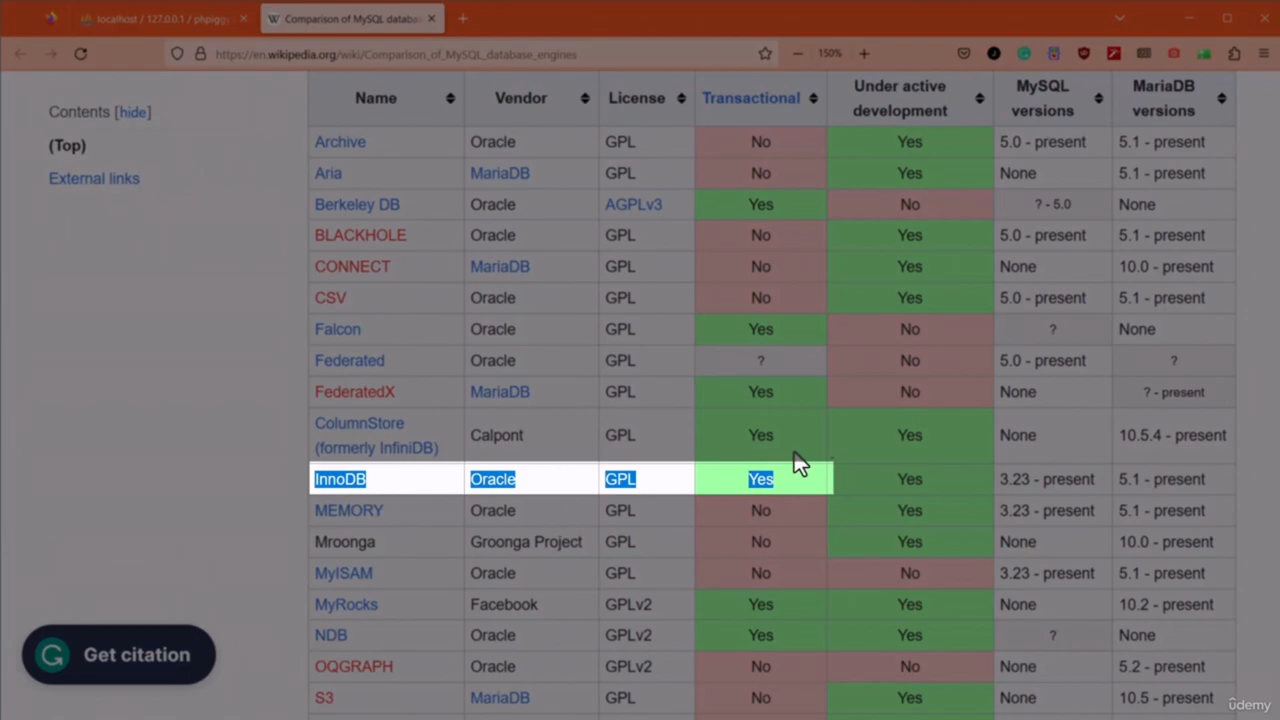 localhost / 127.0.0.1 / phpiggy
Comparison of MySQL databa
https://en.wikipedia.org/wiki/Comparison_of_MySQL_database_engines
150%
Contents [hide]
(Top)
External links
Name Vendor License Transactional Under active development MySQL versions MariaDB versions
Archive Oracle GPL No Yes 5.0 - present 5.1 - present
Aria MariaDB GPL No Yes None 5.1 - present
Berkeley DB Oracle AGPLv3 Yes No ? - 5.0 None
BLACKHOLE Oracle GPL No Yes 5.0 - present 5.1 - present
CONNECT MariaDB GPL No Yes None 10.0 - present
CSV Oracle GPL No Yes 5.0 - present 5.1 - present
Falcon Oracle GPL Yes No ? None
Federated Oracle GPL ? No 5.0 - present ?
FederatedX MariaDB GPL Yes No None ? - present
ColumnStore (formerly InfiniDB) Calpont GPL Yes Yes None 10.5.4 - present
InnoDB Oracle GPL Yes Yes 3.23 - present 5.1 - present
MEMORY Oracle GPL No Yes 3.23 - present 5.1 - present
Mroonga Groonga Project GPL No Yes None 10.0 - present
MyISAM Oracle GPL No No 3.23 - present 5.1 - present
MyRocks Facebook GPLv2 Yes Yes None 10.2 - present
NDB Oracle GPLv2 Yes Yes ? None
OQGRAPH Oracle GPLv2 No No None 5.2 - present
S3 MariaDB GPL No Yes None 10.5 - present
Get citation
ûdemy